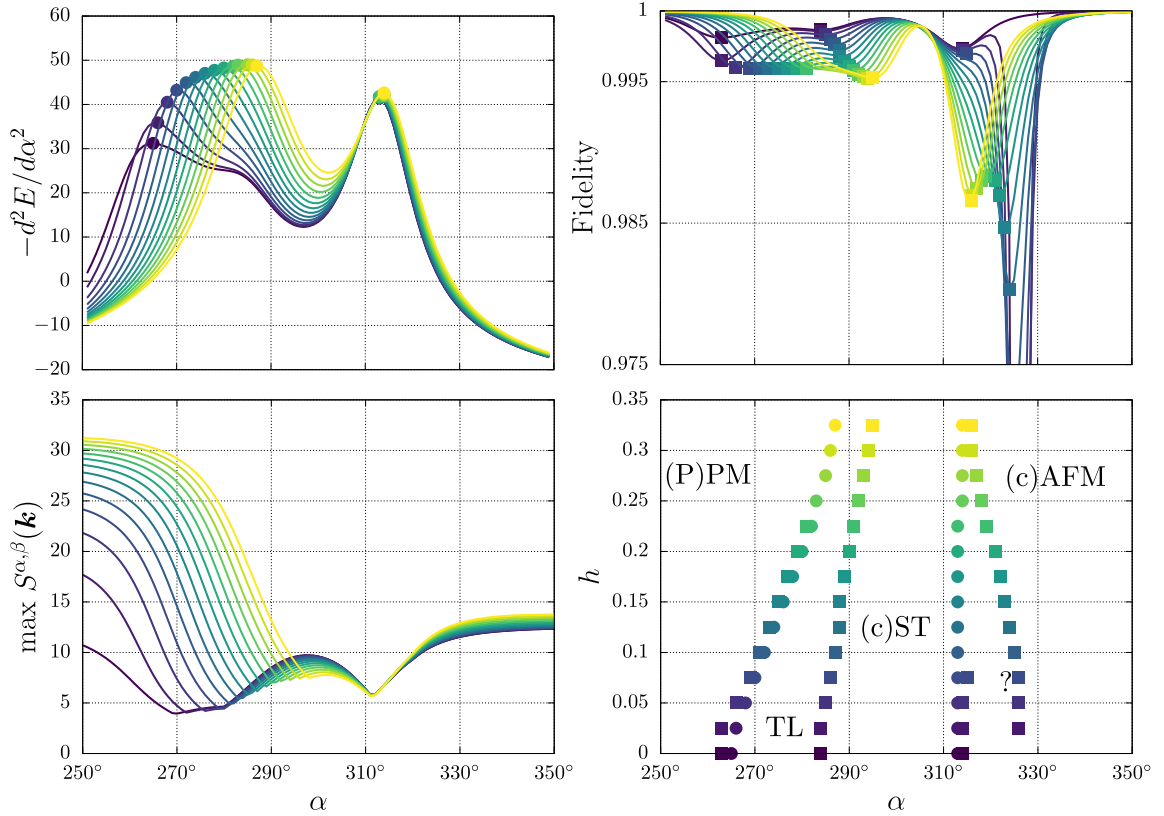 60
50
40
30
20
10
0
−10
−20
−d²E/dα²
1
0.995
0.985
0.975
Fidelity
35
30
25
20
15
10
5
0
250° 270° 290° 310° 330° 350°
max S^{α,β}(k)
α
0.35
0.3
0.25
0.2
0.15
0.1
0.05
0
250° 270° 290° 310° 330° 350°
h
α
(P)PM
(c)AFM
(c)ST
?
TL